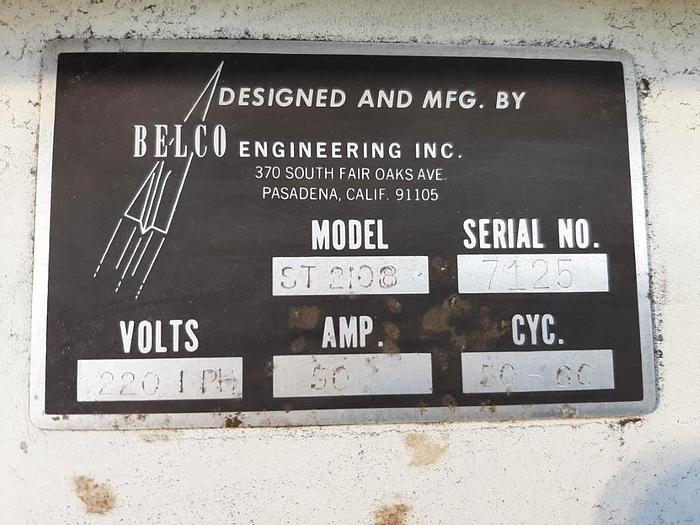 DESIGNED AND MFG. BY
BELCO ENGINEERING INC.
370 SOUTH FAIR OAKS AVE.
PASADENA, CALIF. 91105
MODEL SERIAL NO.
ST 2108 7125
VOLTS AMP. CYC.
220 1 PH 50 - 60